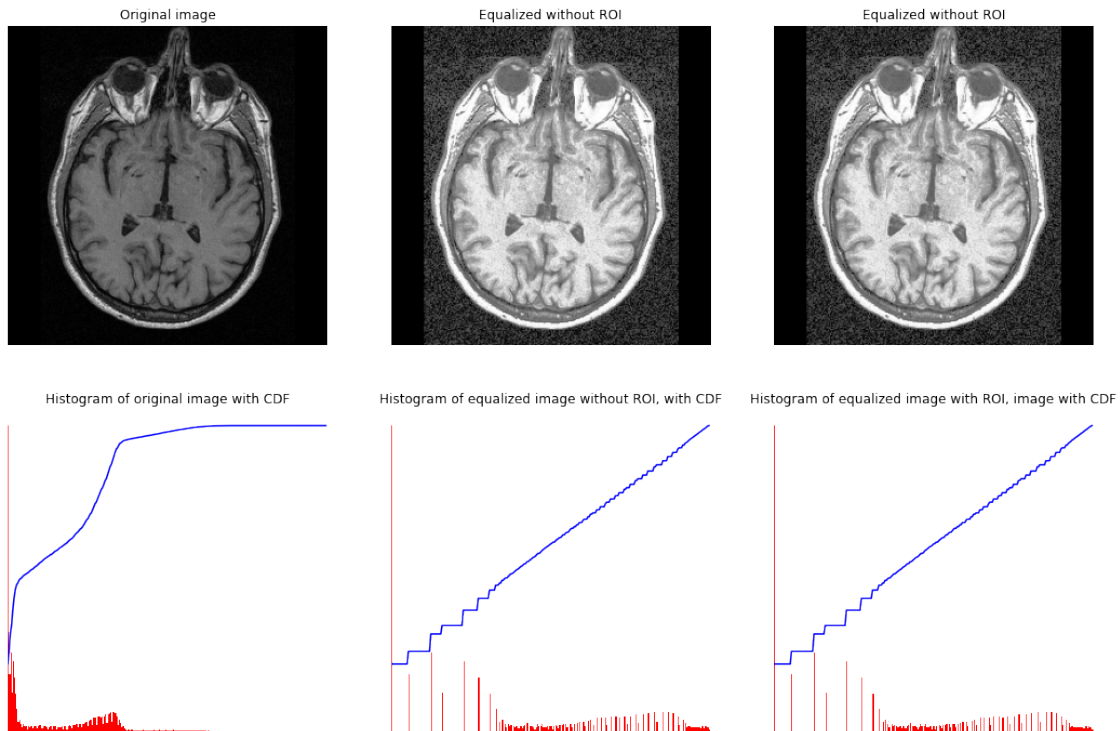 Original image
Equalized without ROI
Equalized without ROI
Histogram of original image with CDF
Histogram of equalized image without ROI, with CDF
Histogram of equalized image with ROI, image with CDF